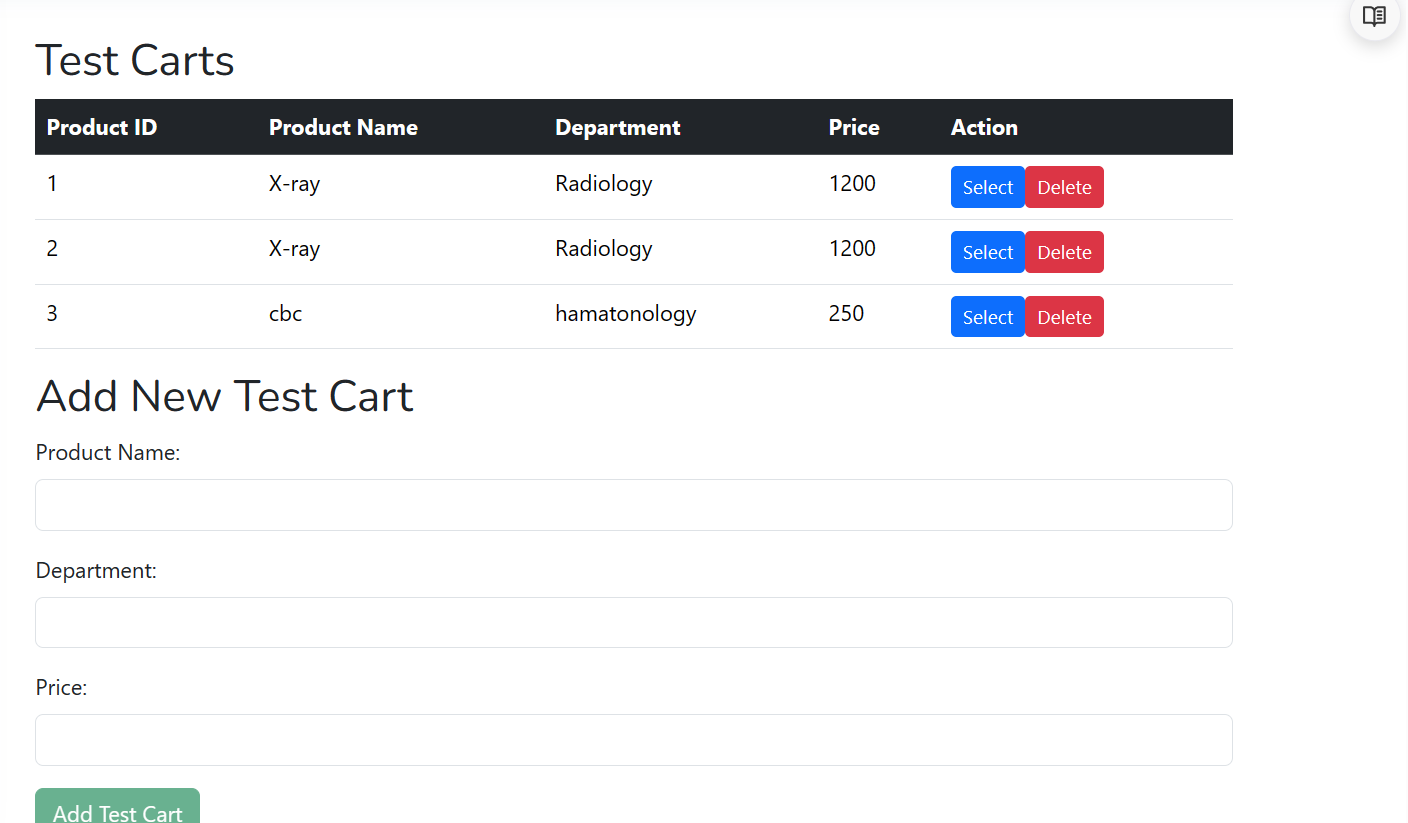 Test Carts
Product ID Product Name Department Price Action
1 X-ray Radiology 1200 Select Delete
2 X-ray Radiology 1200 Select Delete
3 cbc hamatonology 250 Select Delete
Add New Test Cart
Product Name:
Department:
Price:
Add Test Cart